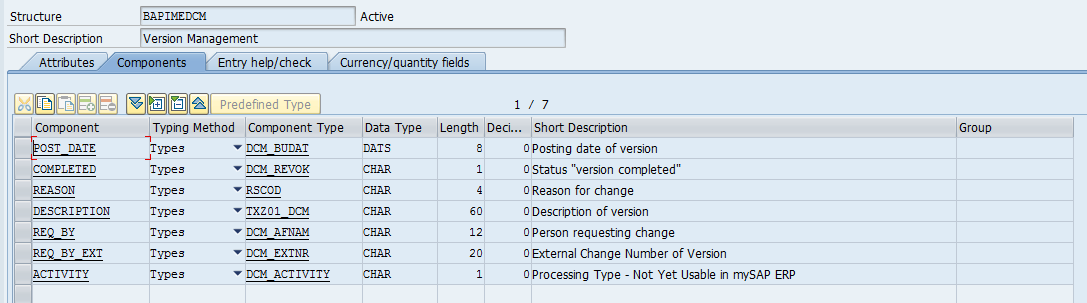 Structure BAPIMEDCM Active
Short Description Version Management
Attributes Components Entry help/check Currency/quantity fields
Predefined Type 1 / 7
Component Typing Method Component Type Data Type Length Deci... Short Description Group
POST_DATE Types DCM_BUDAT DATS 8 0 Posting date of version
COMPLETED Types DCM_REVOK CHAR 1 0 Status "version completed"
REASON Types RSCOD CHAR 4 0 Reason for change
DESCRIPTION Types TXZ01_DCM CHAR 60 0 Description of version
REQ_BY Types DCM_AFNAM CHAR 12 0 Person requesting change
REQ_BY_EXT Types DCM_EXTNR CHAR 20 0 External Change Number of Version
ACTIVITY Types DCM_ACTIVITY CHAR 1 0 Processing Type - Not Yet Usable in mySAP ERP